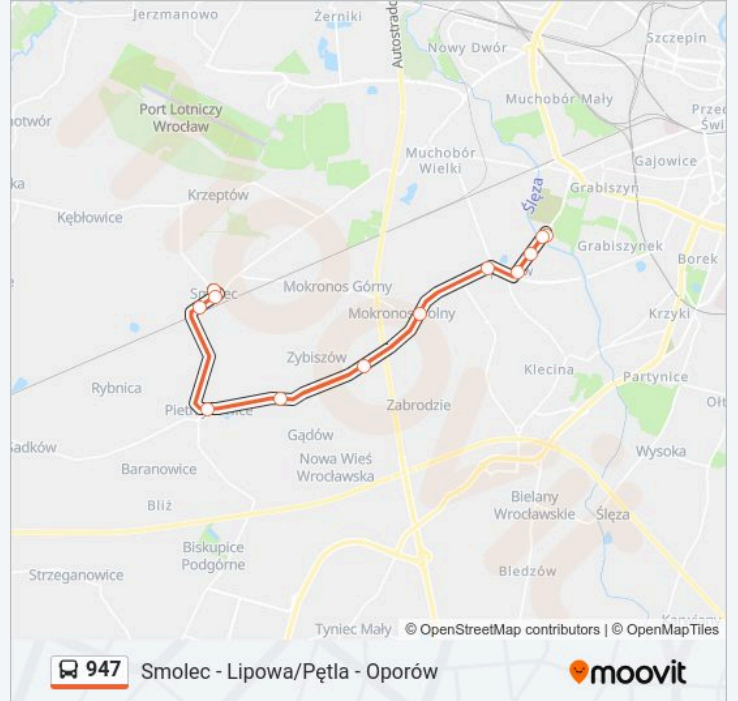 Jerzmanowo
Żerniki
Autostrad
Szczepin
Nowy Dwór
Port Lotniczy
Wrocław
Muchobór Mały
Muchobór
Wielki
Gajowice
Krzeptów
Ślęza
Grabiszyn
Kębłowice
Grabiszynek
Borek
Smolec
Mokronos Górny
Mokronos Dolny
Krzyki
Zybiszów
Klecina
Partynice
Rybnica
Zabrodzie
Gądów
Baranowice
Nowa Wieś
Wrocławska
Wysoka
Bliż
Bielany
Wrocławskie
Ślęza
Biskupice
Podgórne
Strzeganowice
Bledzów
Tyniec Mały
© OpenStreetMap contributors | © OpenMapTiles
947 Smolec - Lipowa/Pętla - Oporów
moovit